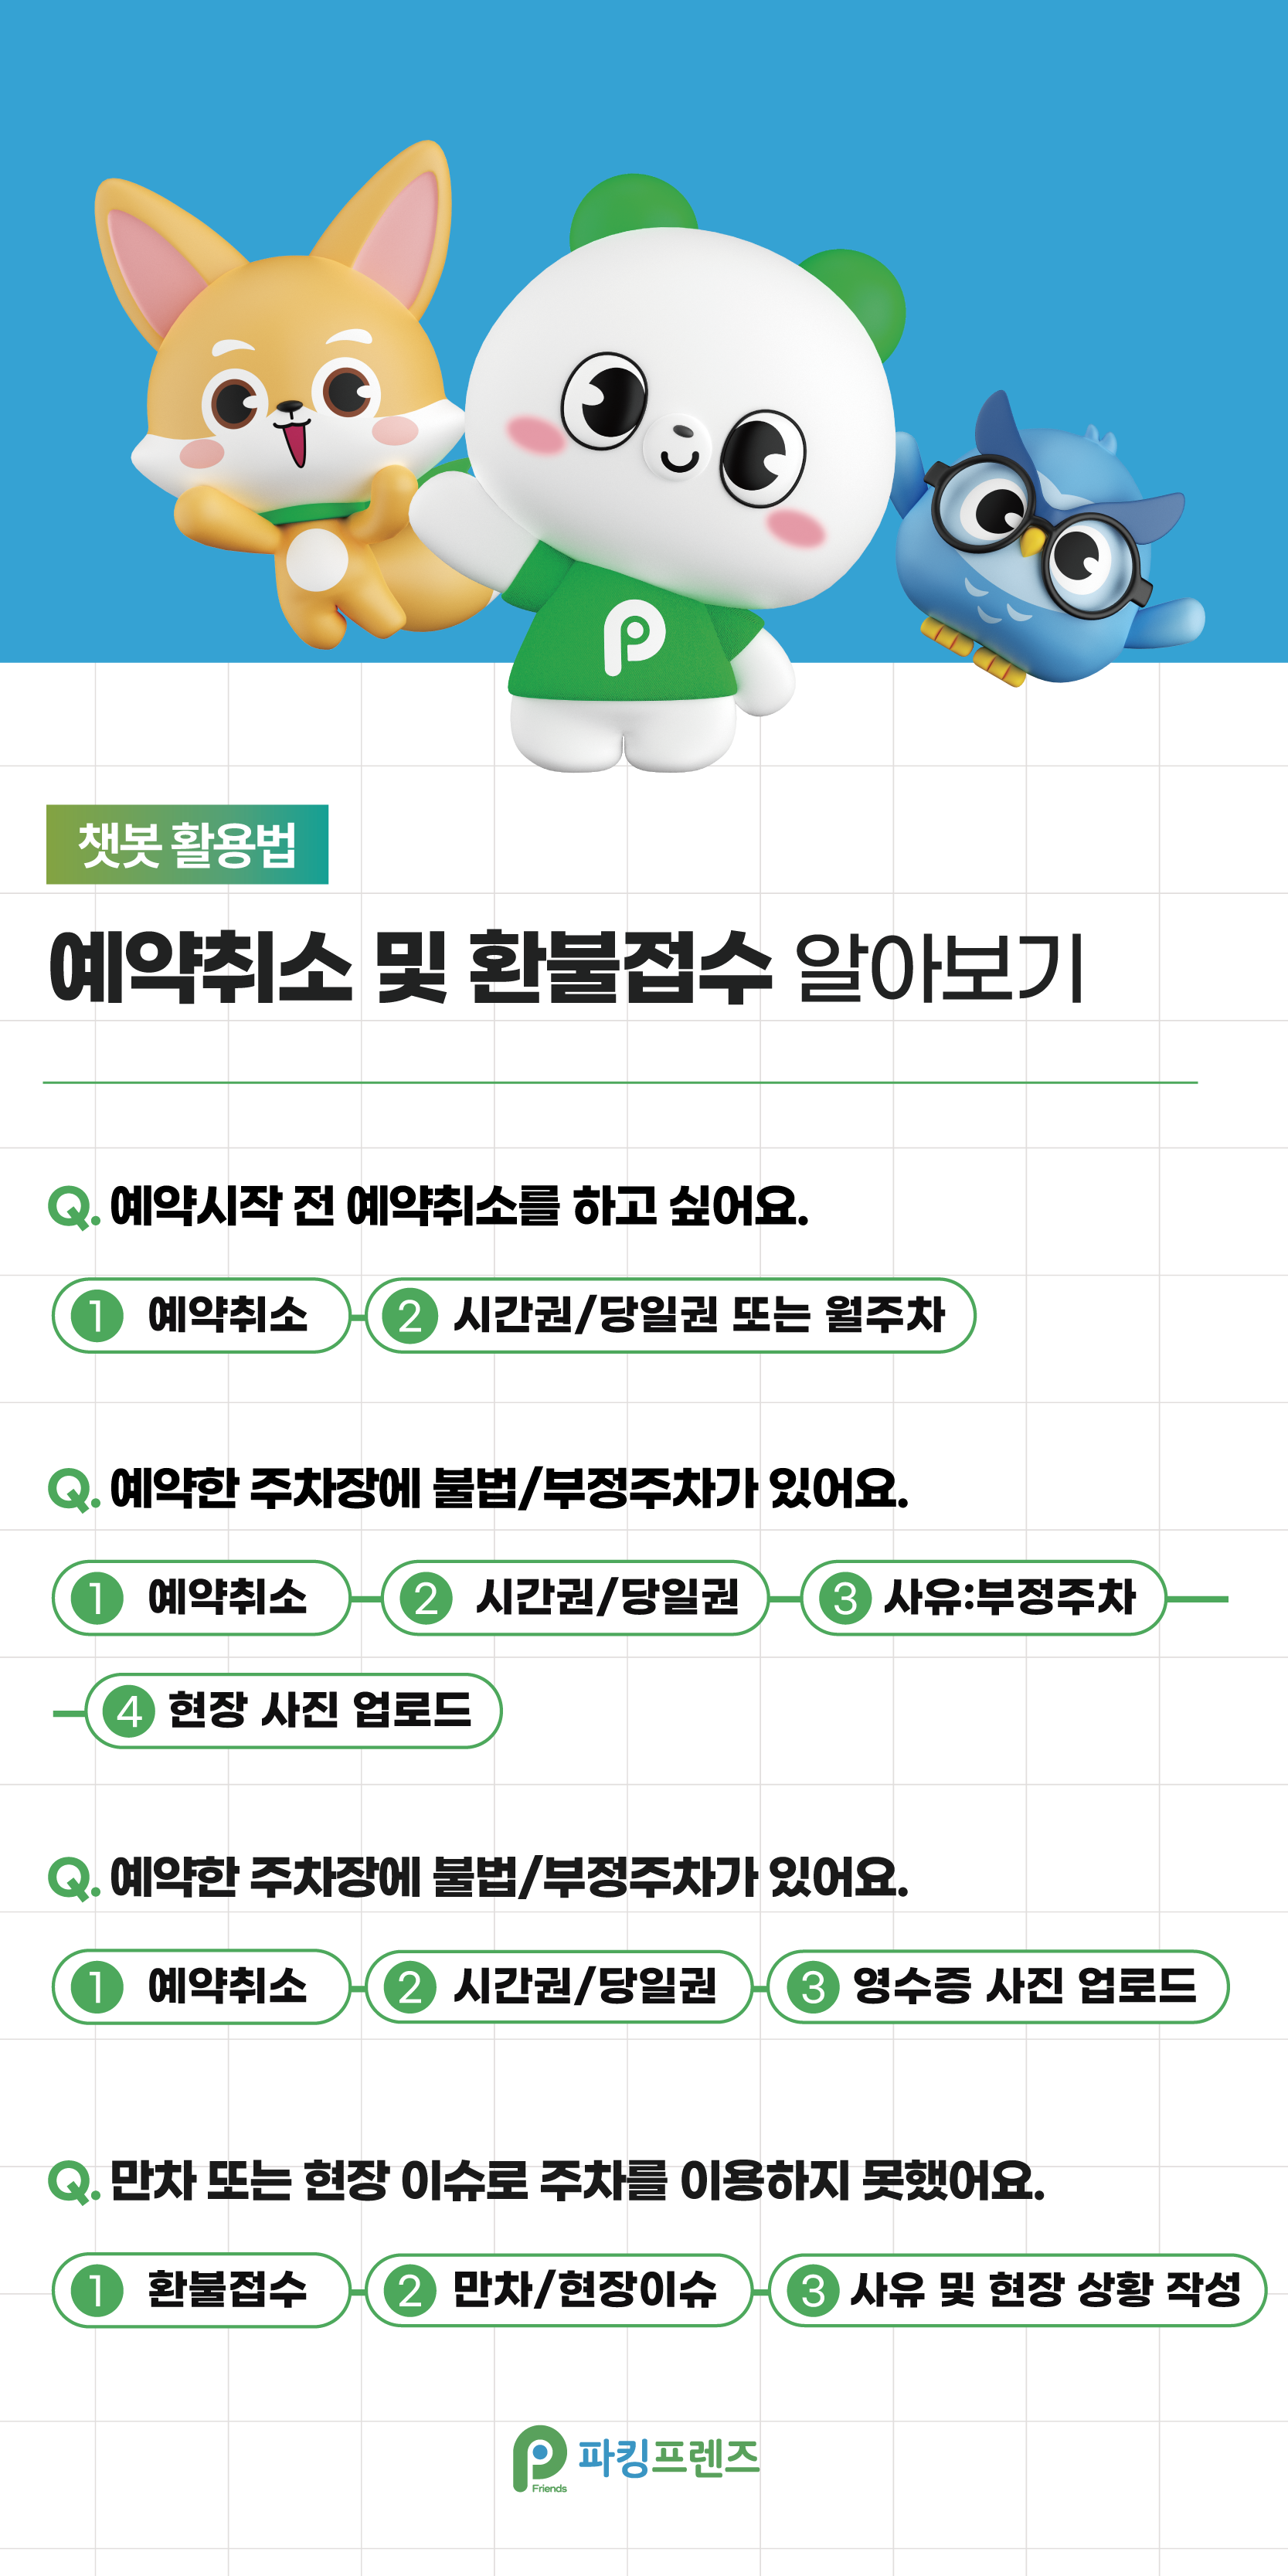 P
챗봇 활용법
예약취소 및 환불접수 알아보기
Q. 예약시작 전 예약취소를 하고 싶어요.
1 예약취소 2 시간권/당일권 또는 월주차
Q. 예약한 주차장에 불법/부정주차가 있어요.
1 예약취소 2 시간권/당일권 3 사유:부정주차
4 현장 사진 업로드
Q. 예약한 주차장에 불법/부정주차가 있어요.
1 예약취소 2 시간권/당일권 3 영수증 사진 업로드
Q. 만차 또는 현장 이슈로 주차를 이용하지 못했어요.
1 환불접수 2 만차/현장이슈 3 사유 및 현장 상황 작성
P Friends 파킹프렌즈